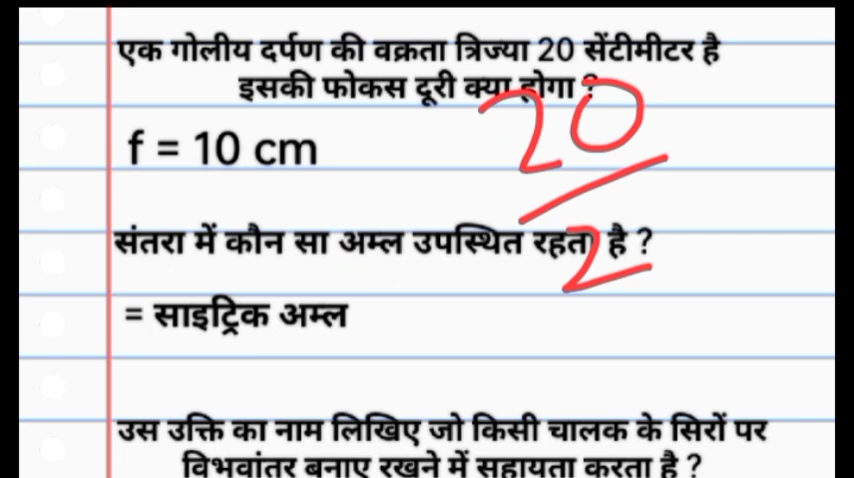 एक गोलीय दर्पण की वक्रता त्रिज्या 20 सेंटीमीटर है
इसकी फोकस दूरी क्या होगा ?
f = 10 cm
20
2
संतरा में कौन सा अम्ल उपस्थित रहता है ?
= साइट्रिक अम्ल
उस उक्ति का नाम लिखिए जो किसी चालक के सिरों पर
विभवांतर बनाए रखने में सहायता करता है ?